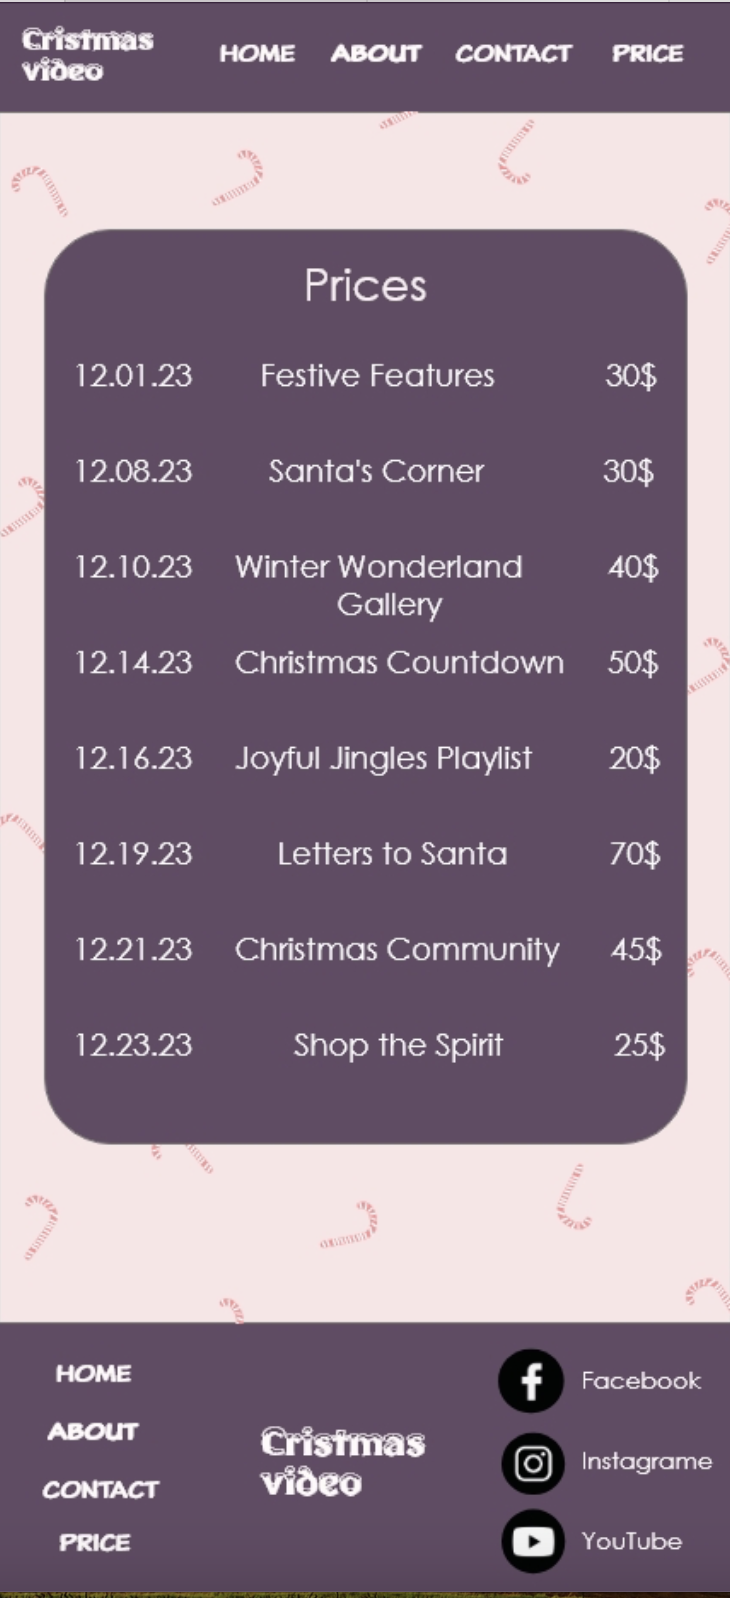 Cristmas
video
HOME ABOUT CONTACT PRICE
Prices
12.01.23 Festive Features 30$
12.08.23 Santa's Corner 30$
12.10.23 Winter Wonderland 40$
Gallery
12.14.23 Christmas Countdown 50$
12.16.23 Joyful Jingles Playlist 20$
12.19.23 Letters to Santa 70$
12.21.23 Christmas Community 45$
12.23.23 Shop the Spirit 25$
HOME
ABOUT
CONTACT
PRICE
Cristmas
video
Facebook
Instagrame
YouTube